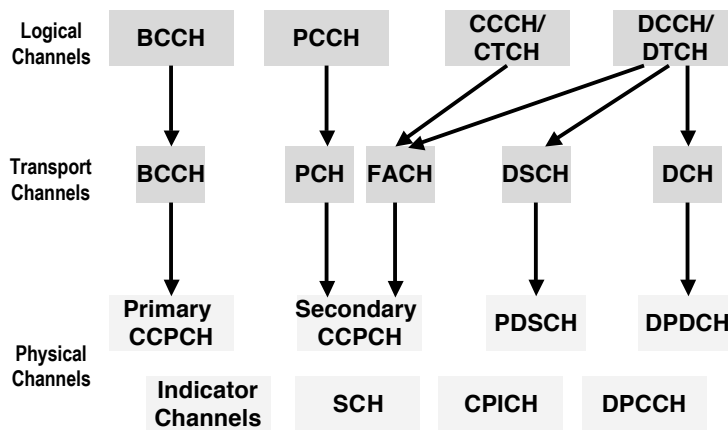 Logical
Channels
BCCH
PCCH
CCCH/
CTCH
DCCH/
DTCH
Transport
Channels
BCCH
PCH
FACH
DSCH
DCH
Physical
Channels
Primary
CCPCH
Secondary
CCPCH
PDSCH
DPDCH
Indicator
Channels
SCH
CPICH
DPCCH